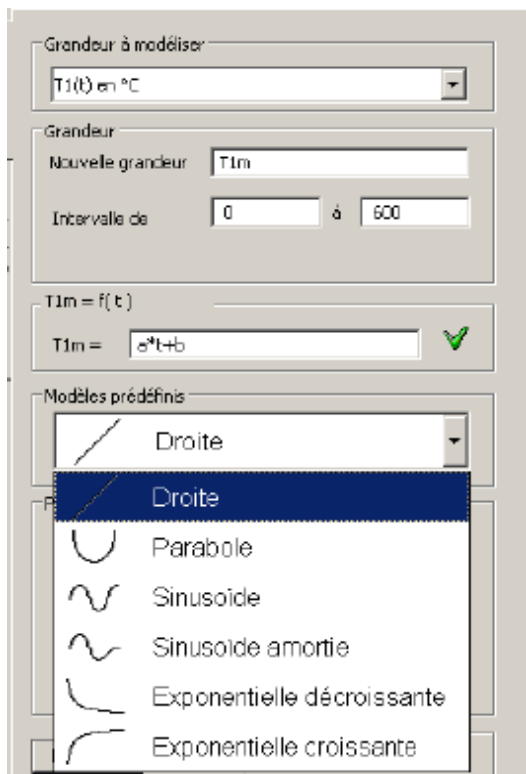 Grandeur à modéliser
T1(t) en °C
Grandeur
Nouvelle grandeur T1m
Intervalle de 0 à 600
T1m = f( t )
T1m = a*t+b
Modèles prédéfinis
Droite
Droite
Parabole
Sinusoïde
Sinusoïde amortie
Exponentielle décroissante
Exponentielle croissante